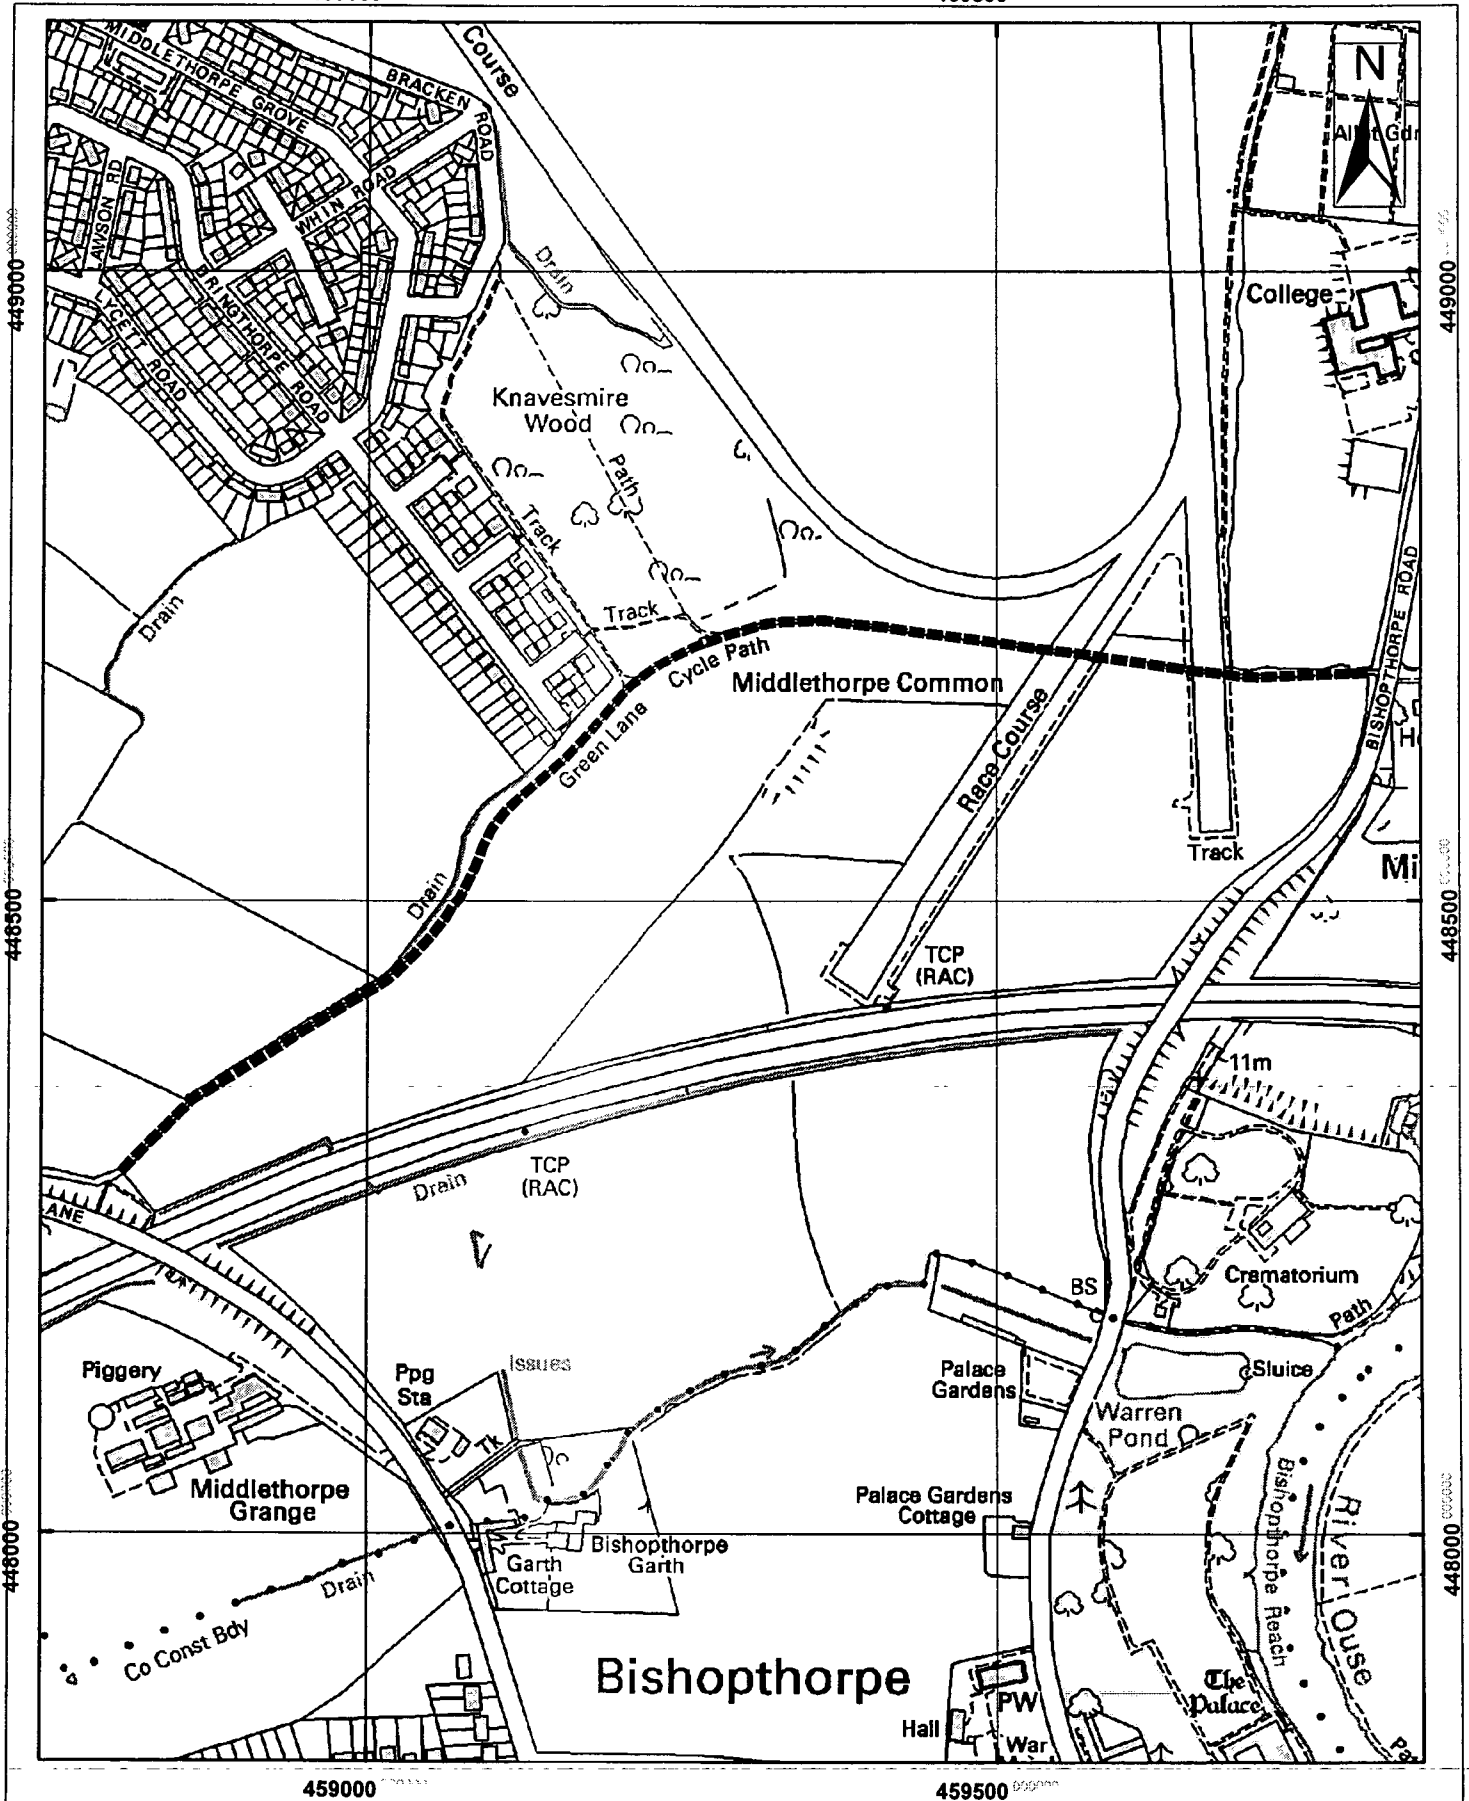 Course
N
MIDDLETHORPE GROVE
BRACKEN
ROAD
WHIN ROAD
AWSON RD
DRINGTHORPE ROAD
LYCETT ROAD
449000
449000
Drain
College
Knavesmire
Wood
Path
Track
Track
Drain
Cycle Path
Middlethorpe Common
Green Lane
Race Course
BISHOPTHORPE ROAD
Track
Mi
448500
448500
Drain
TCP
(RAC)
11m
TCP
(RAC)
Drain
ANE
BS
Crematorium
Path
Piggery
Ppg
Sta
Issues
Tk
Palace
Gardens
Sluice
Warren
Pond
Middlethorpe
Grange
Palace Gardens
Cottage
Bishopthorpe Reach
River Ouse
448000
448000
Garth
Cottage
Bishopthorpe
Garth
Drain
Co Const Bdy
Bishopthorpe
PW
Hall
War
The
Palace
Pa
459000
459500